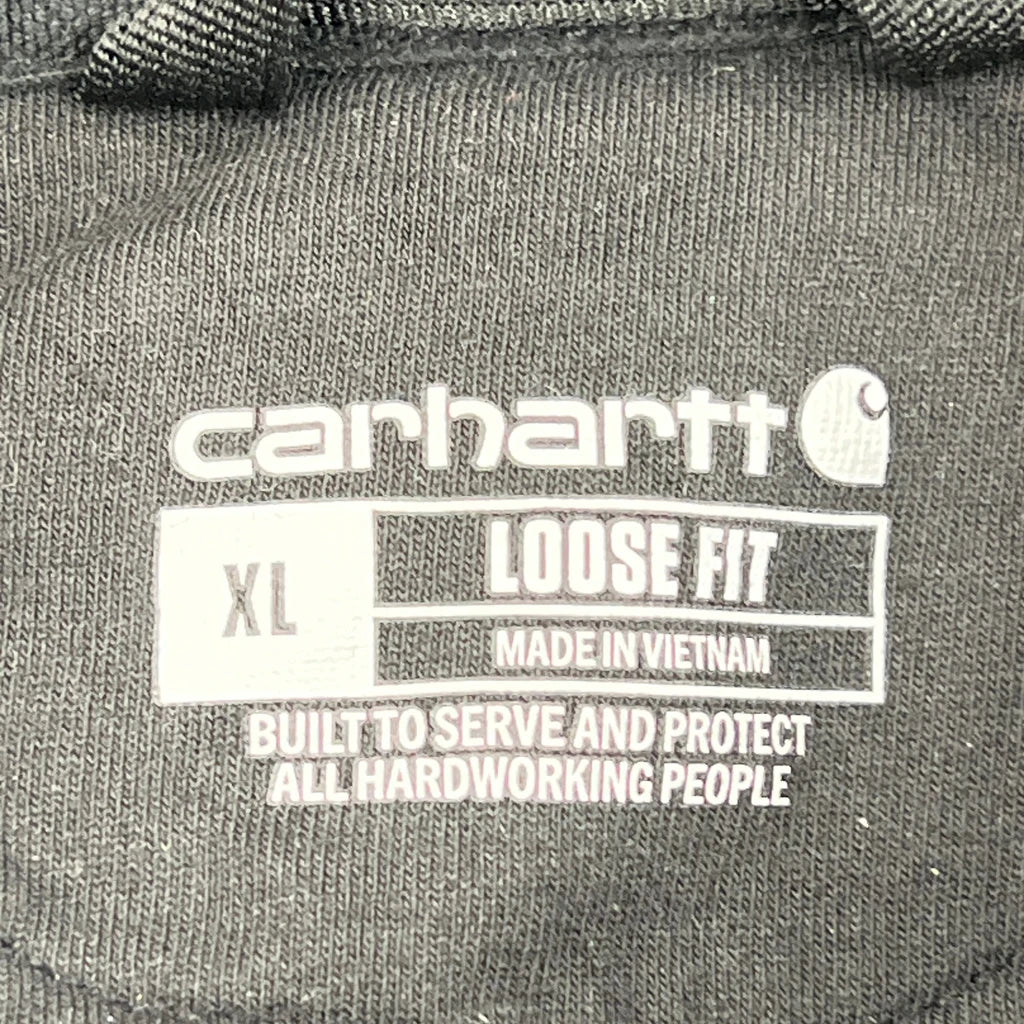 carhartt
XL
LOOSE FIT
MADE IN VIETNAM
BUILT TO SERVE AND PROTECT
ALL HARDWORKING PEOPLE